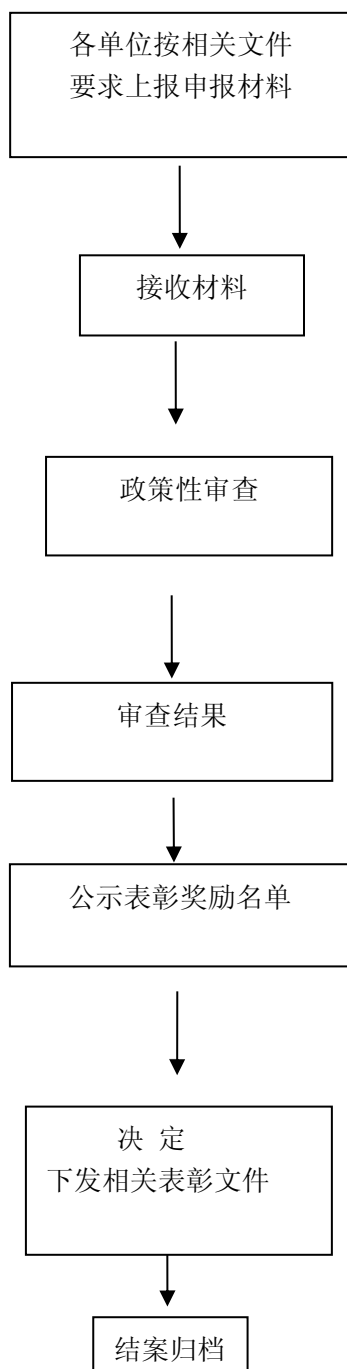 各单位按相关文件
要求上报申报材料
接收材料
政策性审查
审查结果
公示表彰奖励名单
决 定
下发相关表彰文件
结案归档